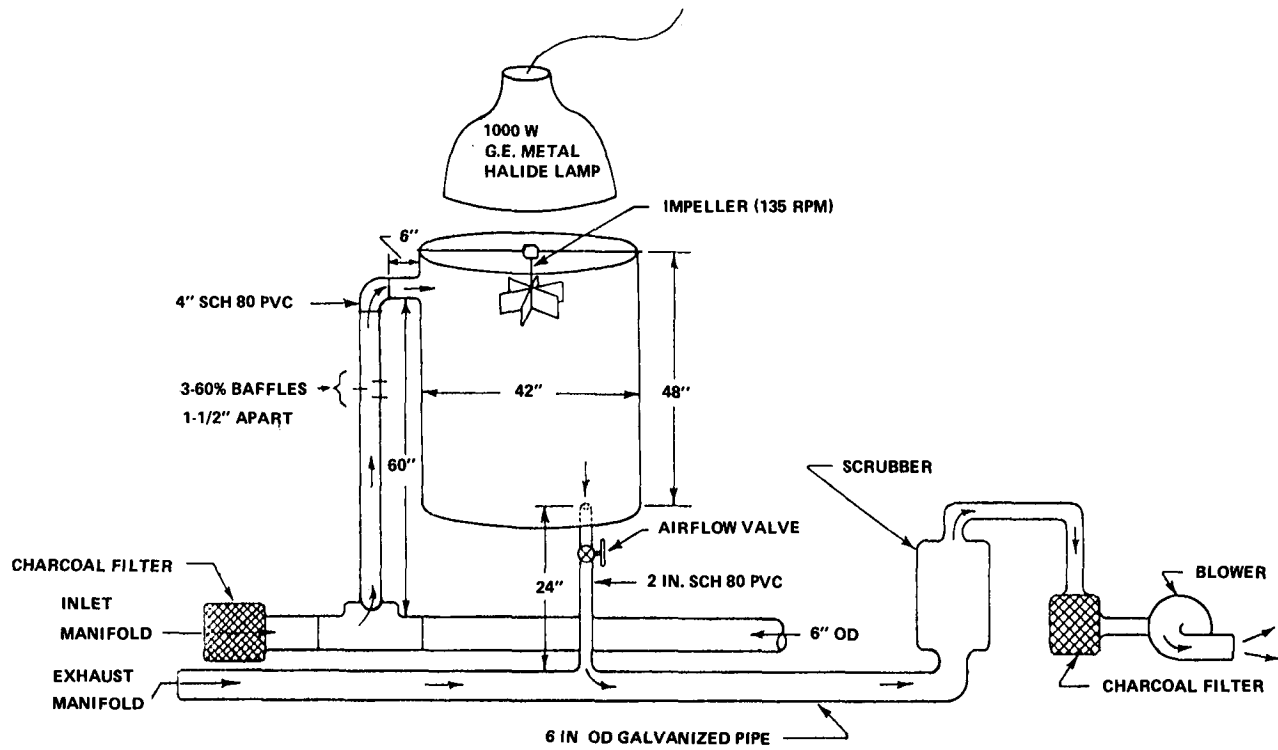 1000 W
G.E. METAL
HALIDE LAMP
IMPELLER (135 RPM)
6"
4" SCH 80 PVC
3-60% BAFFLES
1-1/2" APART
42"
48"
60"
SCRUBBER
AIRFLOW VALVE
24"
2 IN. SCH 80 PVC
CHARCOAL FILTER
BLOWER
INLET
MANIFOLD
6" OD
EXHAUST
MANIFOLD
CHARCOAL FILTER
6 IN OD GALVANIZED PIPE